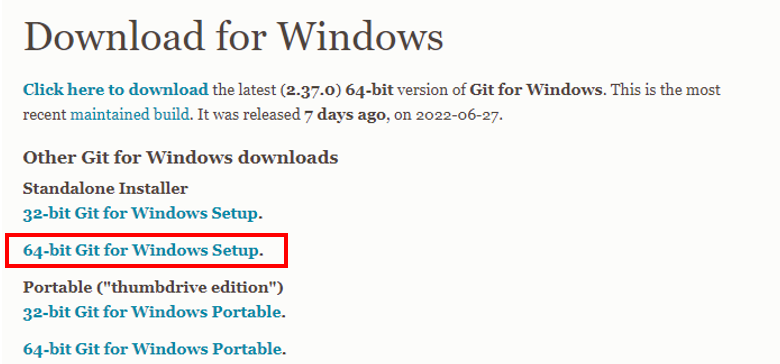 Download for Windows
Click here to download the latest (2.37.0) 64-bit version of Git for Windows. This is the most
recent maintained build. It was released 7 days ago, on 2022-06-27.
Other Git for Windows downloads
Standalone Installer
32-bit Git for Windows Setup.
64-bit Git for Windows Setup.
Portable ("thumbdrive edition")
32-bit Git for Windows Portable.
64-bit Git for Windows Portable.